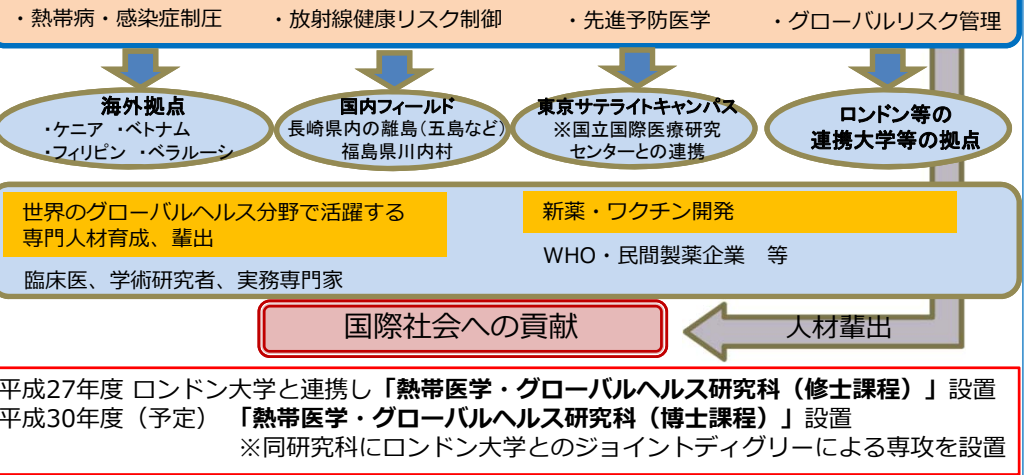 ・熱帯病・感染症制圧 ・放射線健康リスク制御 ・先進予防医学 ・グローバルリスク管理
海外拠点
・ケニア ・ベトナム
・フィリピン ・ベラルーシ
国内フィールド
長崎県内の離島（五島など）
福島県川内村
東京サテライトキャンパス
※国立国際医療研究
センターとの連携
ロンドン等の
連携大学等の拠点
世界のグローバルヘルス分野で活躍する
専門人材育成、輩出
臨床医、学術研究者、実務専門家
新薬・ワクチン開発
WHO・民間製薬企業　等
国際社会への貢献
人材輩出
平成27年度 ロンドン大学と連携し「熱帯医学・グローバルヘルス研究科（修士課程）」設置
平成30年度（予定） 「熱帯医学・グローバルヘルス研究科（博士課程）」設置
※同研究科にロンドン大学とのジョイントディグリーによる専攻を設置